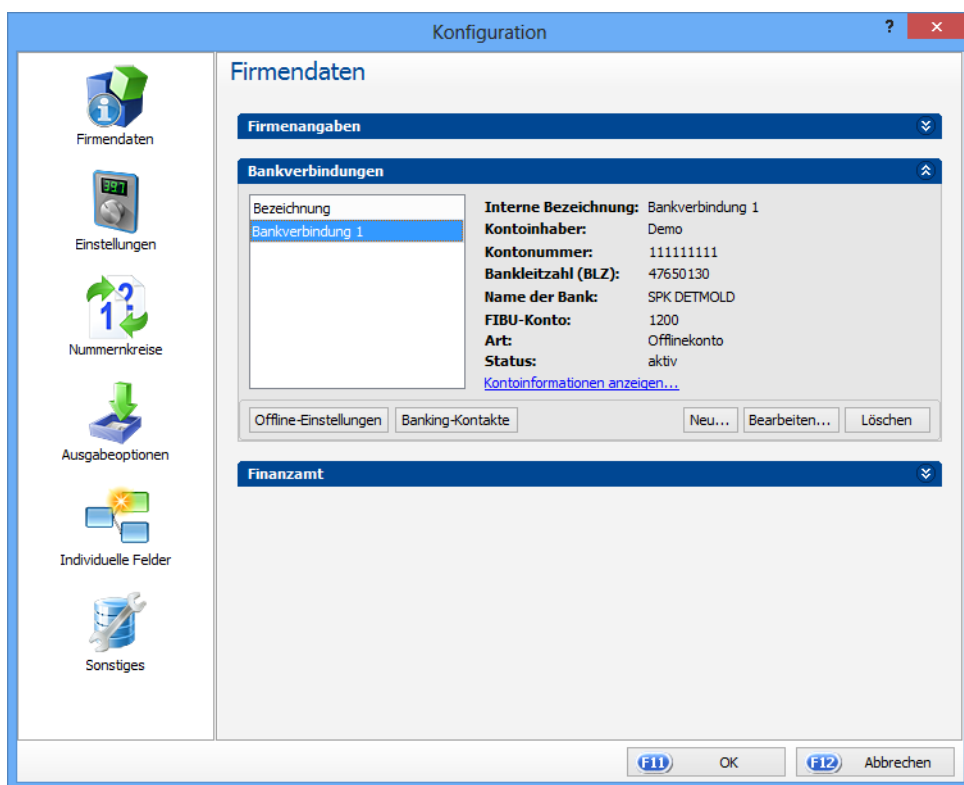 Konfiguration
?
Firmendaten
Einstellungen
Nummernkreise
Ausgabeoptionen
Individuelle Felder
Sonstiges
Firmendaten
Firmenangaben
Bankverbindungen
Bezeichnung
Bankverbindung 1
Interne Bezeichnung: Bankverbindung 1
Kontoinhaber: Demo
Kontonummer: 111111111
Bankleitzahl (BLZ): 47650130
Name der Bank: SPK DETMOLD
FIBU-Konto: 1200
Art: Offlinekonto
Status: aktiv
Kontoinformationen anzeigen...
Offline-Einstellungen Banking-Kontakte Neu... Bearbeiten... Löschen
Finanzamt
F11 OK F12 Abbrechen